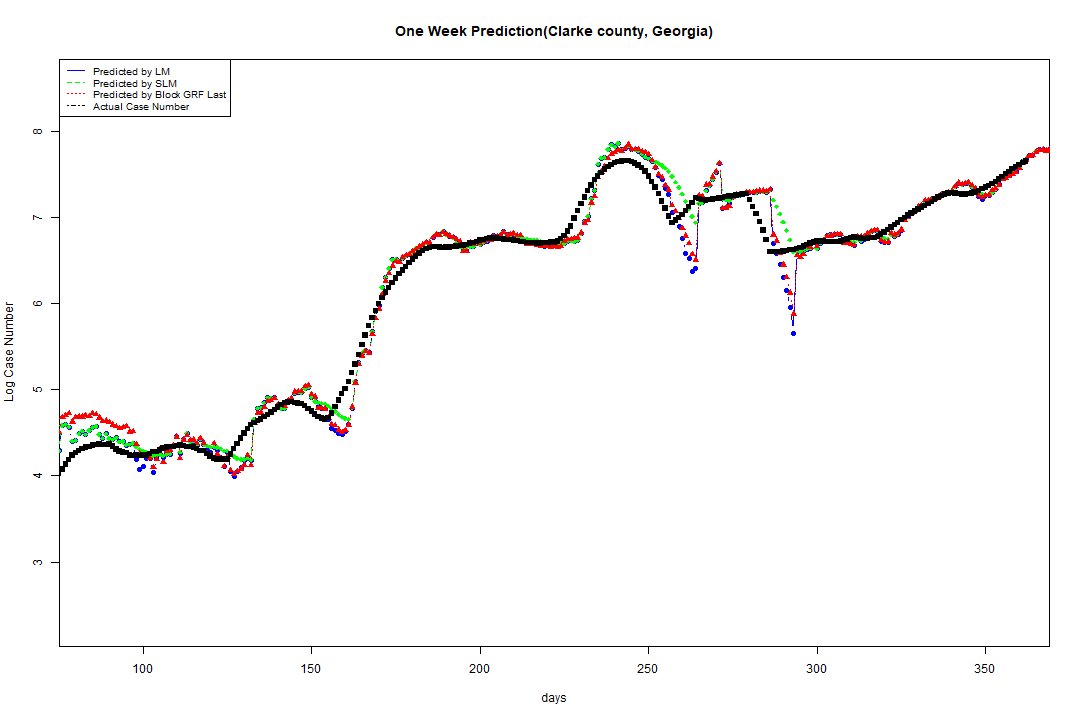 One Week Prediction(Clarke county, Georgia)
Predicted by LM
Predicted by SLM
Predicted by Block GRF Last
Actual Case Number
8
7
6
5
4
3
Log Case Number
100 150 200 250 300 350
days